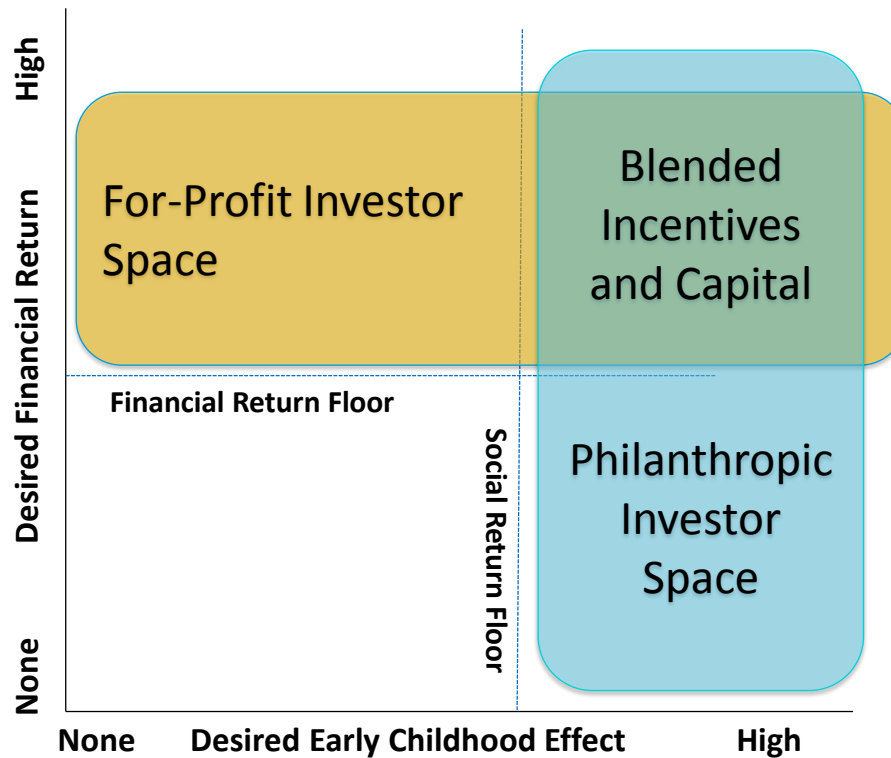 High
Desired Financial Return
None
For-Profit Investor
Space
Blended
Incentives
and Capital
Financial Return Floor
Social Return Floor
Philanthropic
Investor
Space
None
Desired Early Childhood Effect
High